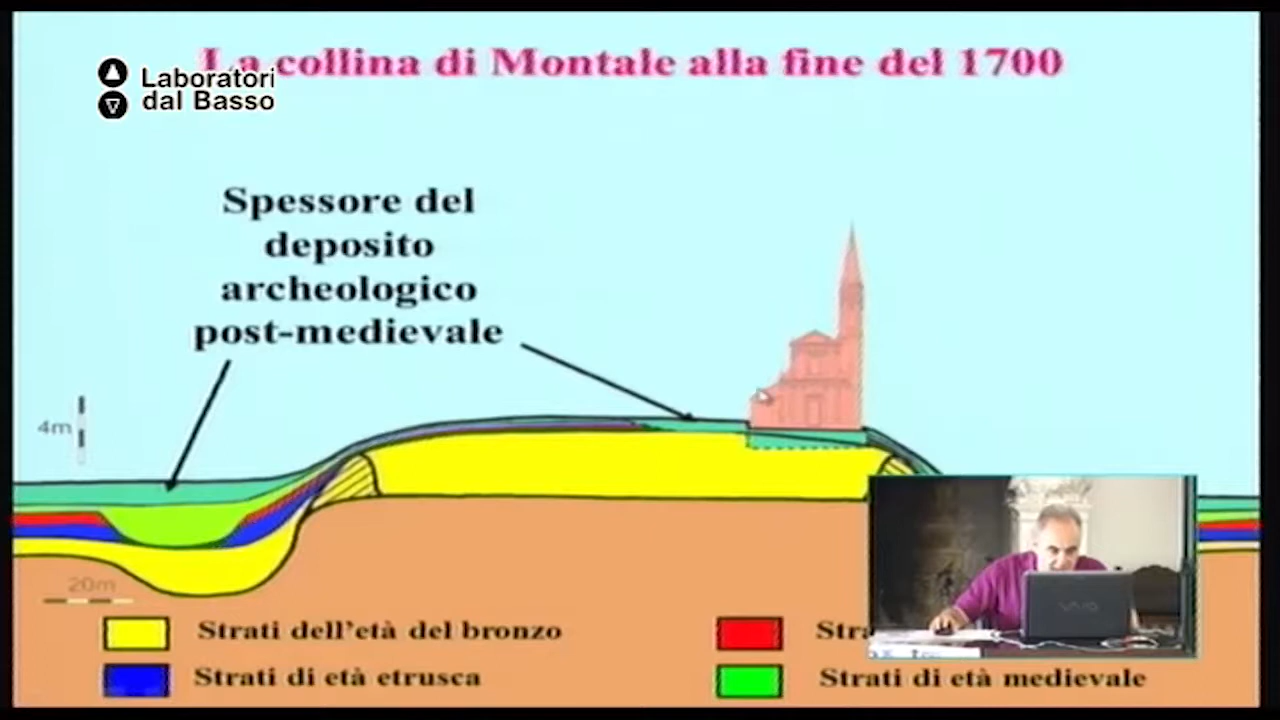 La collina di Montale alla fine del 1700
Laboratori
dal Basso
Spessore del
deposito
archeologico
post-medievale
4m
20m
Strati dell'età del bronzo
Strati di età etrusca
Strati di età medievale
VAIO